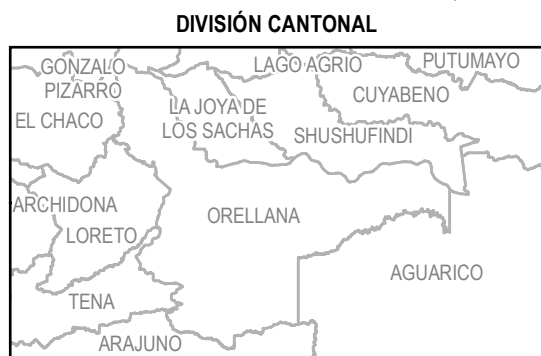 DIVISIÓN CANTONAL
GONZALO
PIZARRO
LAGO AGRIO
PUTUMAYO
CUYABENO
LA JOYA DE
LOS SACHAS
EL CHACO
SHUSHUFINDI
ARCHIDONA
ORELLANA
LORETO
AGUARICO
TENA
ARAJUNO